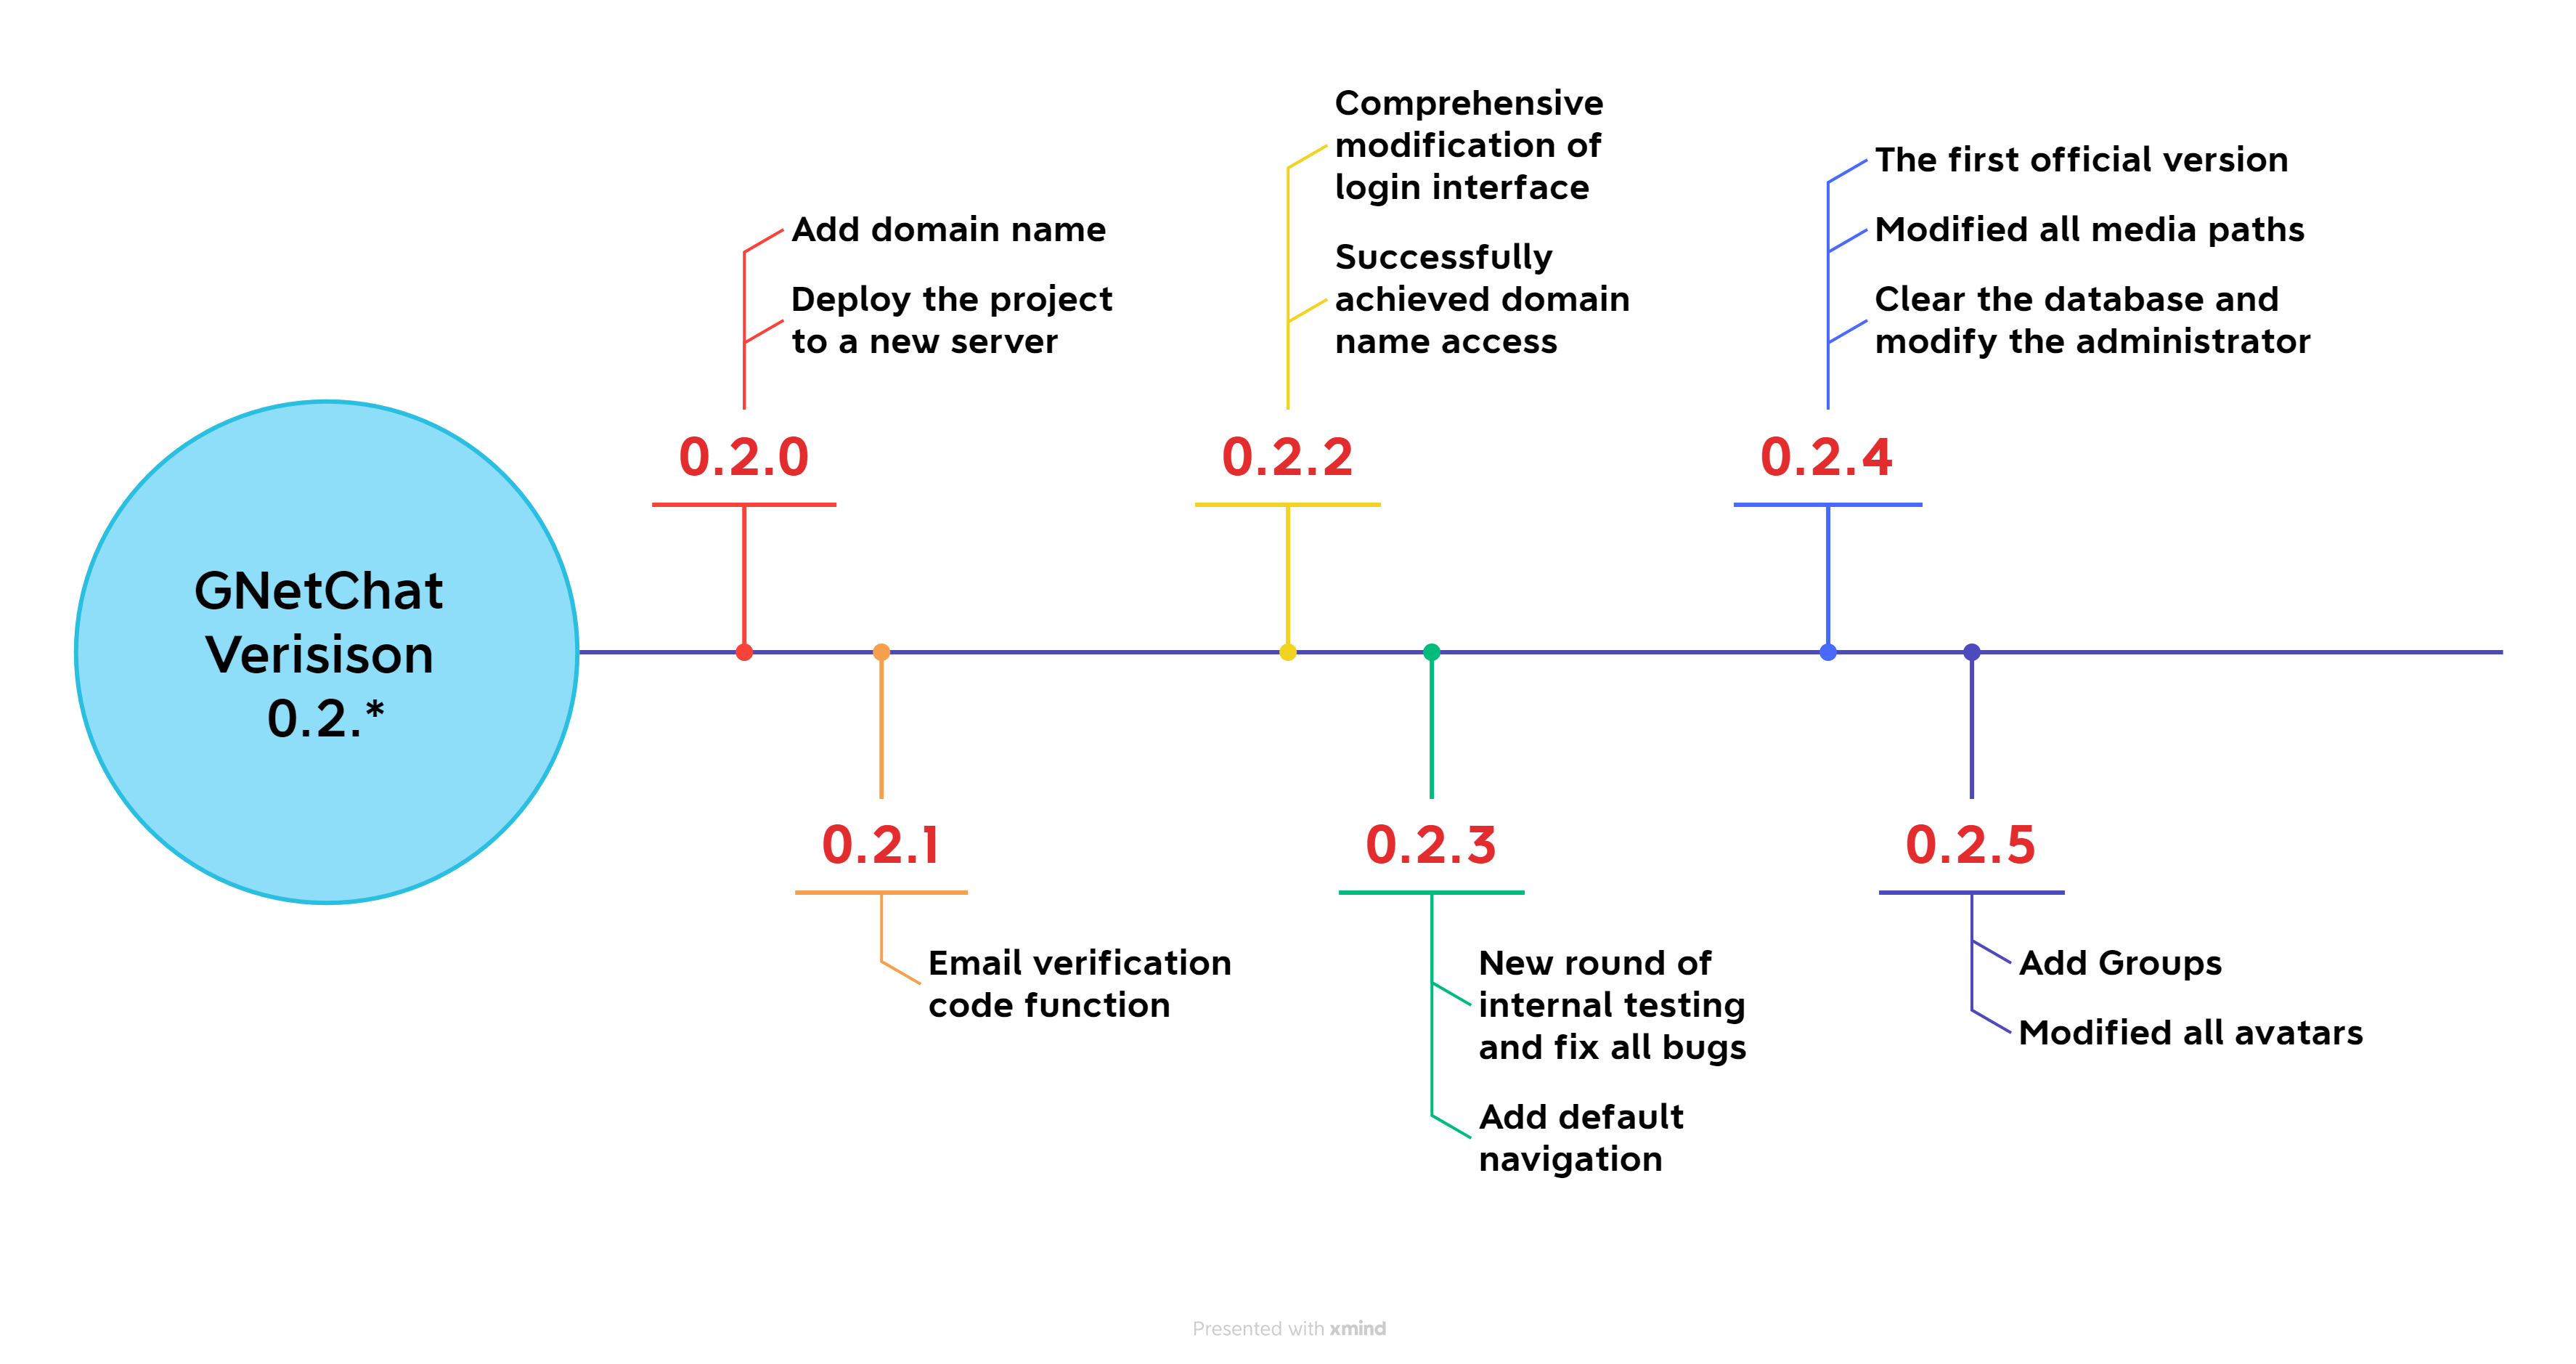 GNetChat
Verisison
0.2.*
0.2.0
Add domain name
Deploy the project
to a new server
0.2.1
Email verification
code function
0.2.2
Comprehensive
modification of
login interface
Successfully
achieved domain
name access
0.2.3
New round of
internal testing
and fix all bugs
Add default
navigation
0.2.4
The first official version
Modified all media paths
Clear the database and
modify the administrator
0.2.5
Add Groups
Modified all avatars
Presented with xmind